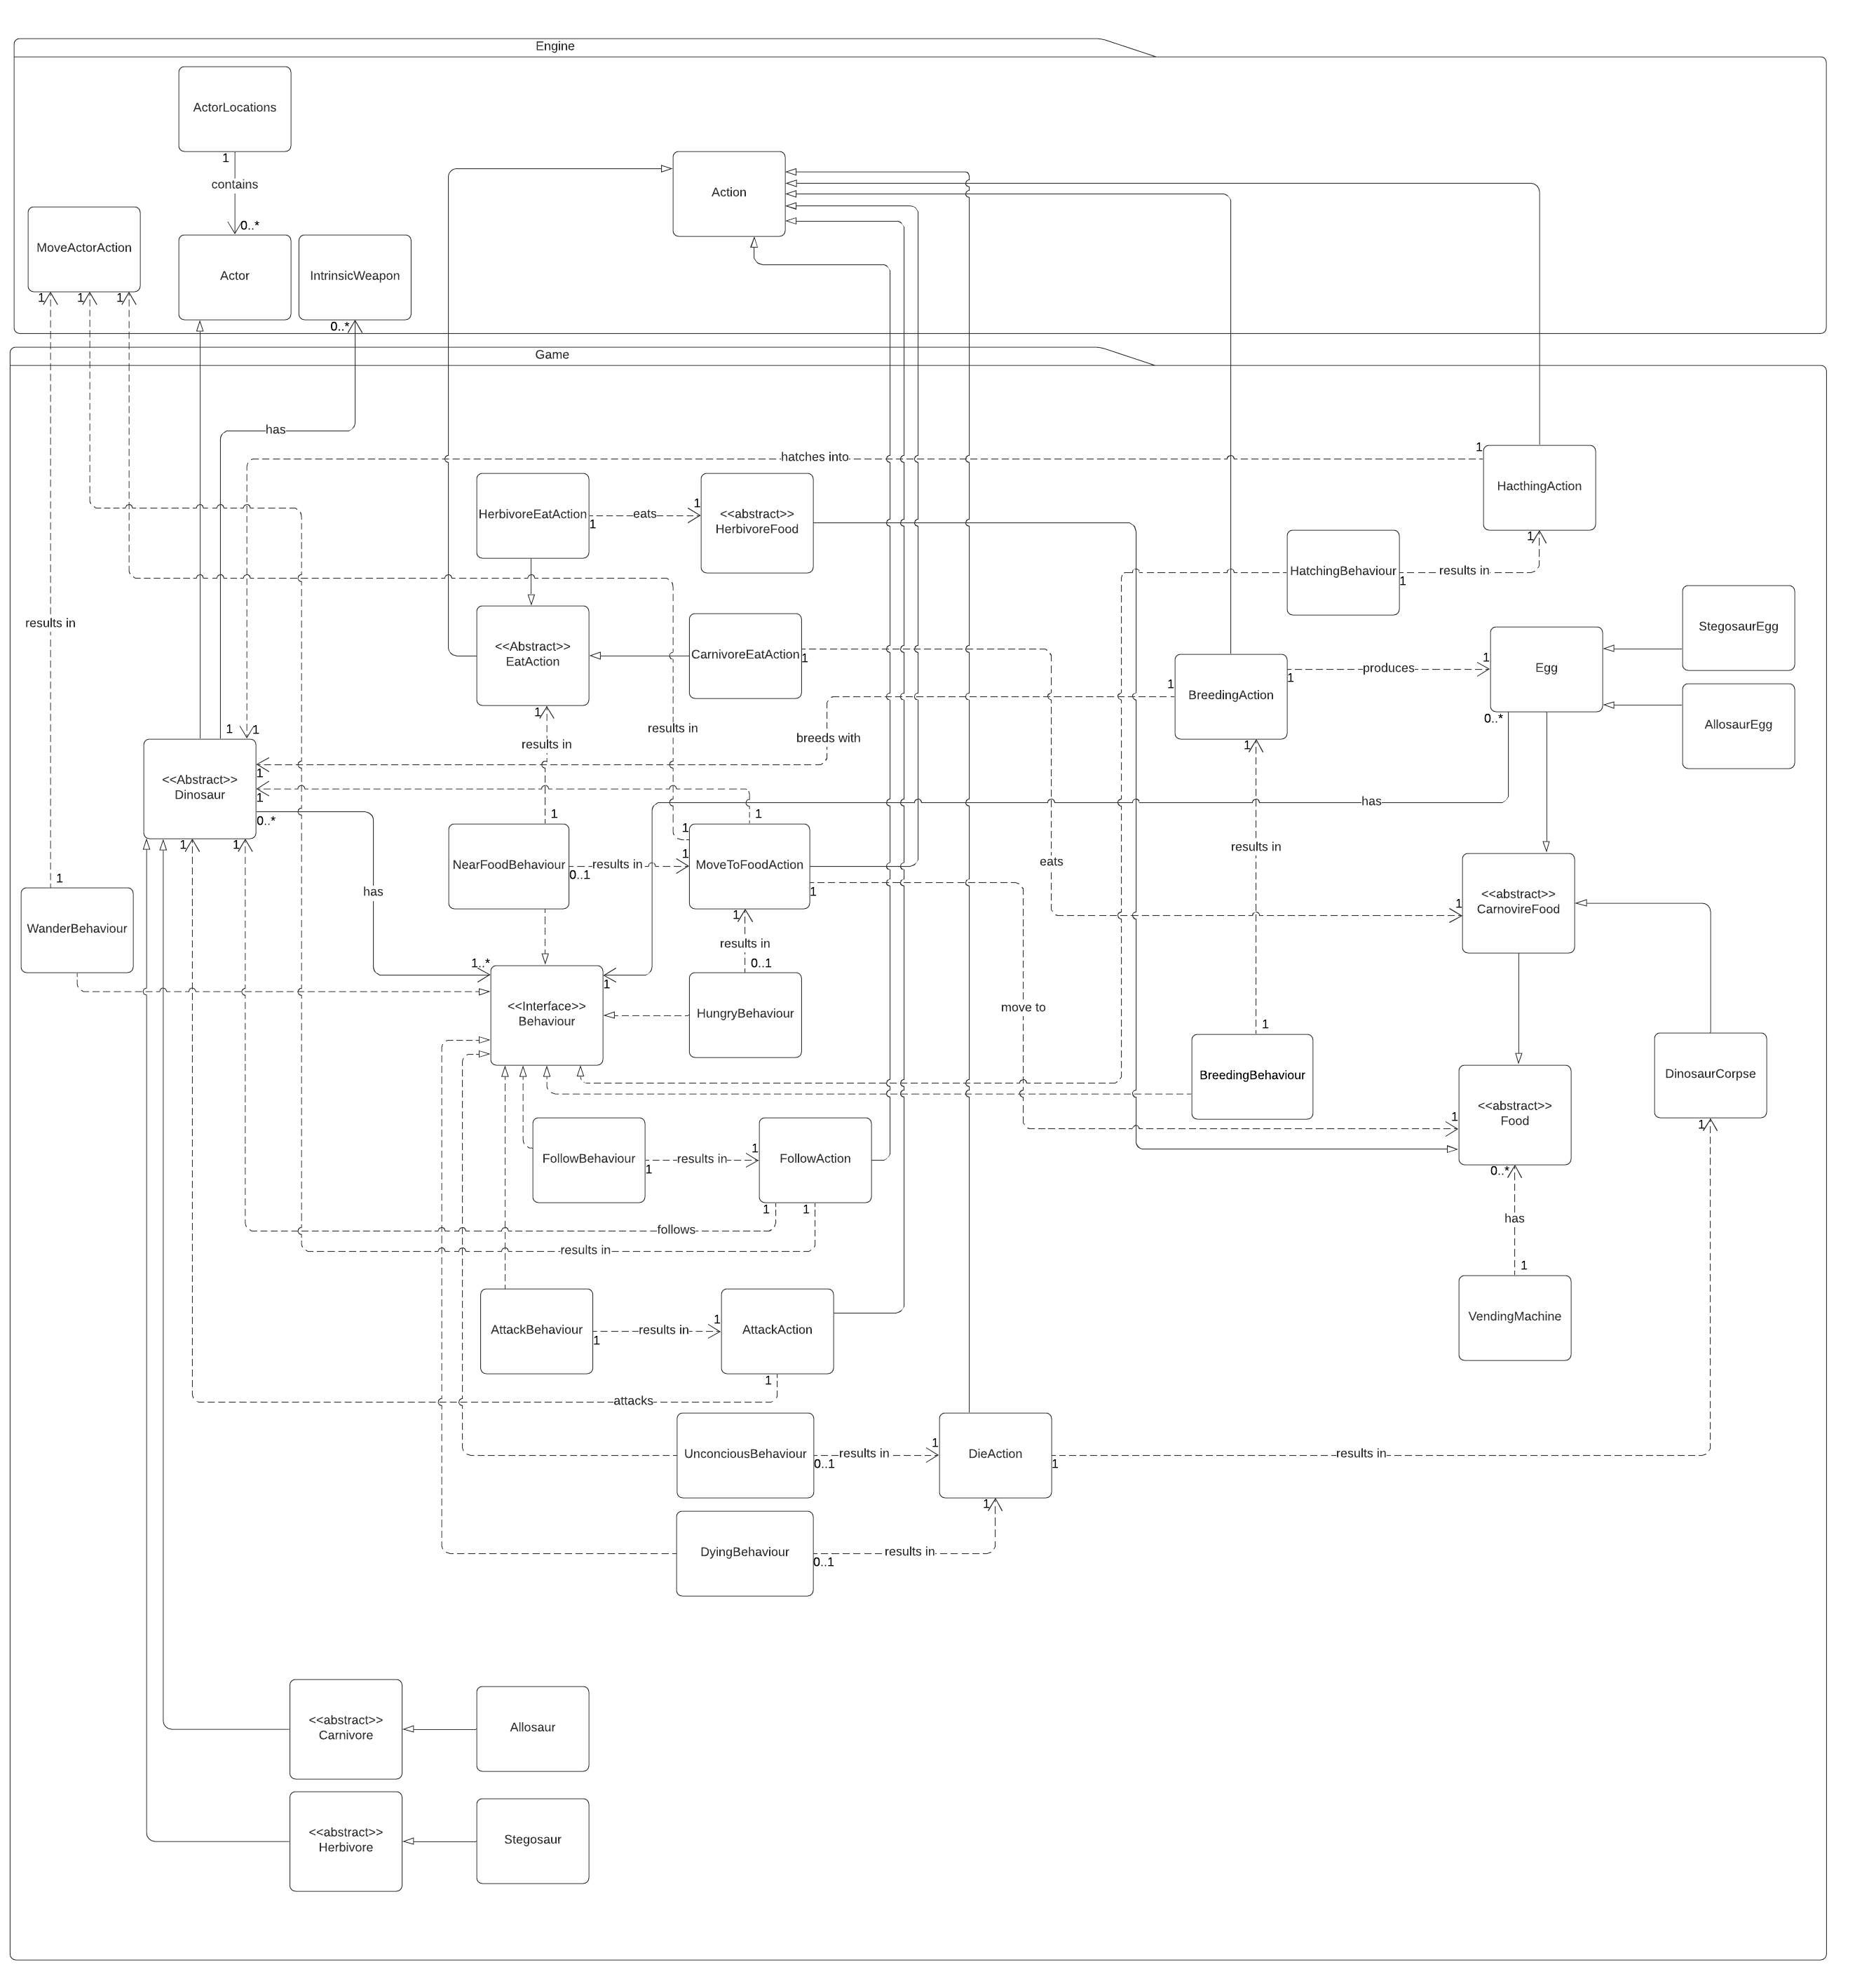 Engine
ActorLocations
1
contains
0..*
Action
MoveActorAction
Actor
IntrinsicWeapon
1
1
1
0..*
Game
has
hatches into
1
HacthingAction
1
HerbivoreEatAction
1
eats
1
<<abstract>>
HerbivoreFood
HatchingBehaviour
1
results in
results in
<<Abstract>>
EatAction
1
CarnivoreEatAction
1
StegosaurEgg
Egg
1
0..*
produces
1
BreedingAction
1
1
AllosaurEgg
results in
results in
breeds with
1
1
<<Abstract>>
Dinosaur
1
1
0..*
1
1
1
NearFoodBehaviour
0..1
results in
1
1
1
MoveToFoodAction
1
1
results in
0..1
eats
results in
has
has
1
<<abstract>>
CarnovireFood
1
WanderBehaviour
1..*
<<Interface>>
Behaviour
1
HungryBehaviour
move to
1
BreedingBehaviour
DinosaurCorpse
1
1
<<abstract>>
Food
0..*
FollowBehaviour
1
results in
1
FollowAction
1
1
follows
results in
has
1
VendingMachine
AttackBehaviour
1
results in
1
AttackAction
1
attacks
UnconciousBehaviour
0..1
results in
1
DieAction
1
1
results in
DyingBehaviour
0..1
results in
<<abstract>>
Carnivore
Allosaur
<<abstract>>
Herbivore
Stegosaur